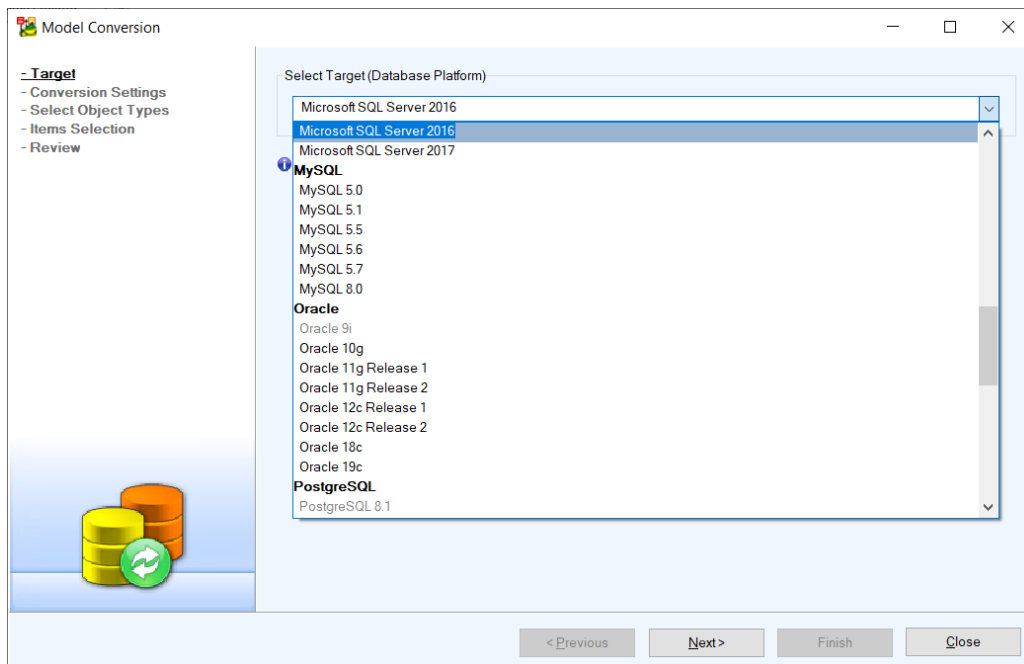 Model Conversion
- Target
- Conversion Settings
- Select Object Types
- Items Selection
- Review
Select Target (Database Platform)
Microsoft SQL Server 2016
Microsoft SQL Server 2016
Microsoft SQL Server 2017
MySQL
MySQL 5.0
MySQL 5.1
MySQL 5.5
MySQL 5.6
MySQL 5.7
MySQL 8.0
Oracle
Oracle 9i
Oracle 10g
Oracle 11g Release 1
Oracle 11g Release 2
Oracle 12c Release 1
Oracle 12c Release 2
Oracle 18c
Oracle 19c
PostgreSQL
PostgreSQL 8.1
< Previous
Next >
Finish
Close